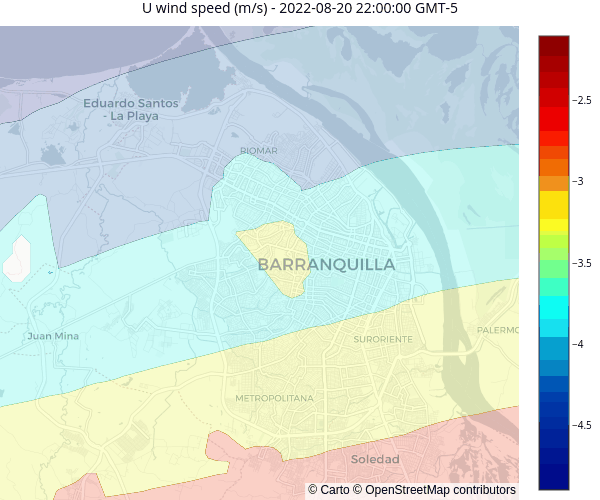 U wind speed (m/s) - 2022-08-20 22:00:00 GMT-5
−2.5
Eduardo Santos
- La Playa
RIOMAR
−3
BARRANQUILLA
−3.5
Juan Mina
SURORIENTE
PALERMO
−4
METROPOLITANA
−4.5
Soledad
© Carto © OpenStreetMap contributors